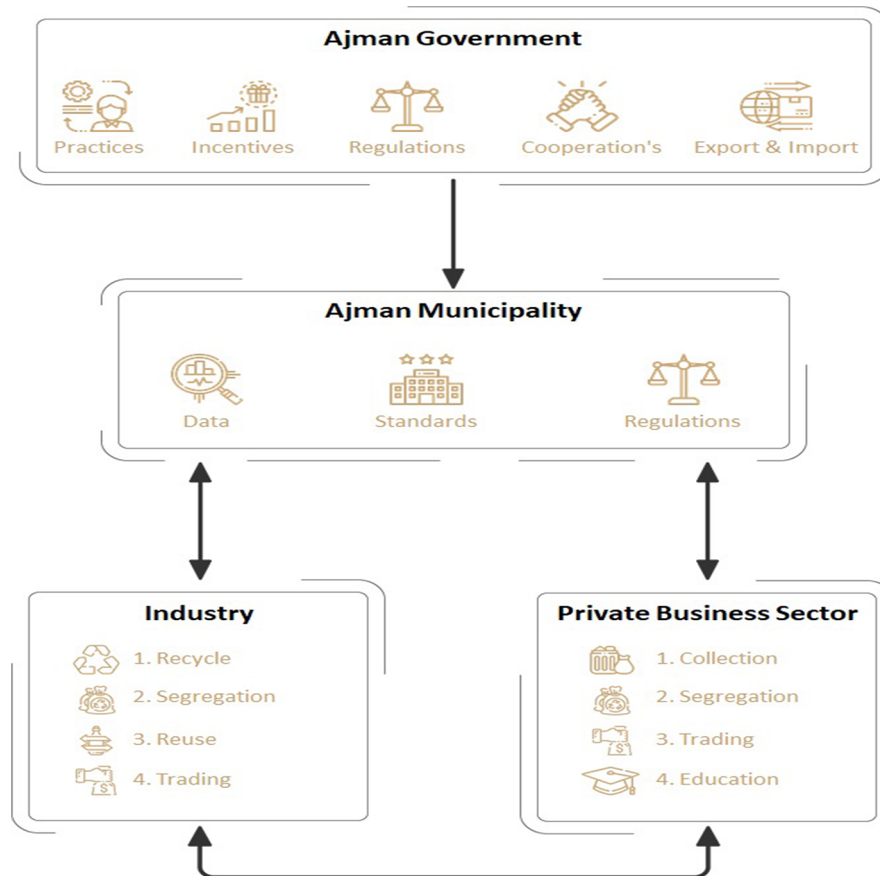 Ajman Government
Practices Incentives Regulations Cooperation's Export & Import
Ajman Municipality
Data Standards Regulations
Industry
1. Recycle
2. Segregation
3. Reuse
4. Trading
Private Business Sector
1. Collection
2. Segregation
3. Trading
4. Education